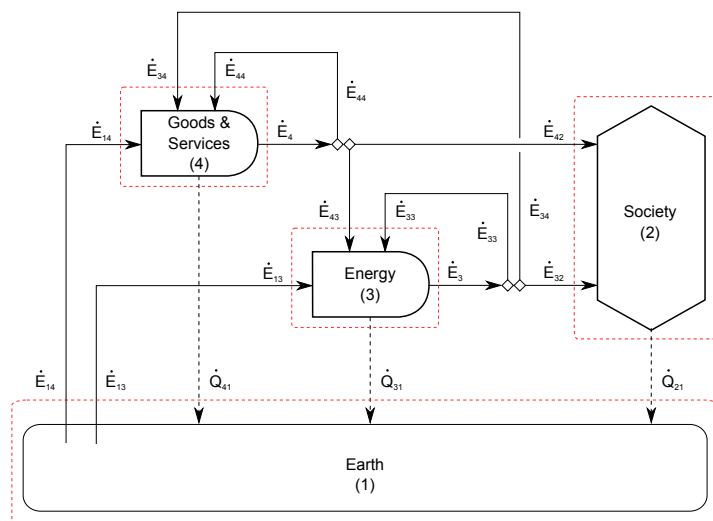 Ė₃₄
Ė₄₄
Ė₄₄
Goods &
Services
(4)
Ė₁₄
Ė₄
Ė₄₂
Ė₄₃
Ė₃₃
Ė₃₃
Ė₃₄
Society
(2)
Energy
(3)
Ė₁₃
Ė₃
Ė₃₂
Ė₁₄
Ė₁₃
Q̇₄₁
Q̇₃₁
Q̇₂₁
Earth
(1)